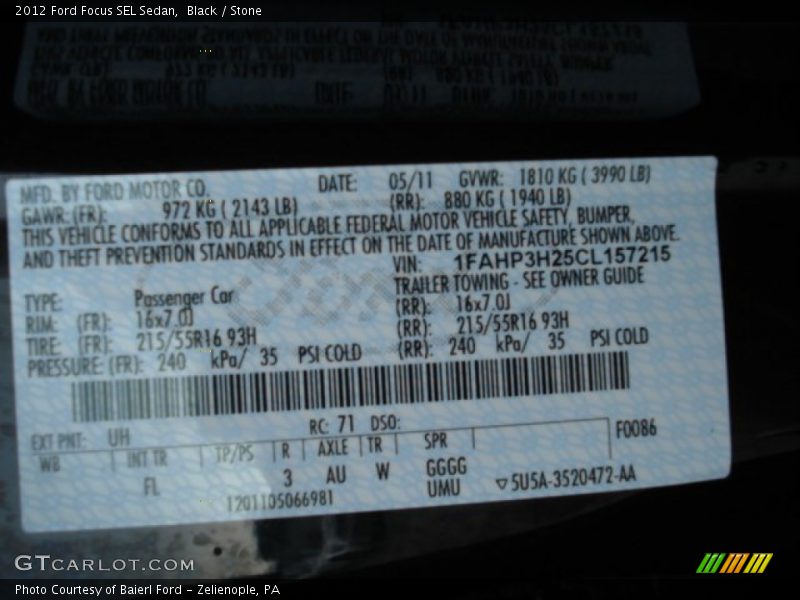 2012 Ford Focus SEL Sedan, Black / Stone
MFD. BY FORD MOTOR CO. DATE: 05/11 GVWR: 1810 KG ( 3990 LB)
GAWR: (FR): 972 KG ( 2143 LB) (RR): 880 KG ( 1940 LB)
THIS VEHICLE CONFORMS TO ALL APPLICABLE FEDERAL MOTOR VEHICLE SAFETY, BUMPER,
AND THEFT PREVENTION STANDARDS IN EFFECT ON THE DATE OF MANUFACTURE SHOWN ABOVE.
VIN: 1FAHP3H25CL157215
TRAILER TOWING - SEE OWNER GUIDE
TYPE: Passenger Car
RIM: (FR): 16x7.0J (RR): 16x7.0J
TIRE: (FR): 215/55R16 93H (RR): 215/55R16 93H
PRESSURE: (FR): 240 kPa/ 35 PSI COLD (RR): 240 kPa/ 35 PSI COLD
EXT PNT: UH RC: 71 DSO: F0086
WB INT TR TP/PS R AXLE TR SPR
FL 3 AU W GGGG
UMU
1201105066981 ▽5U5A-3520472-AA
GTCARLOT.COM
Photo Courtesy of Baierl Ford - Zelienople, PA